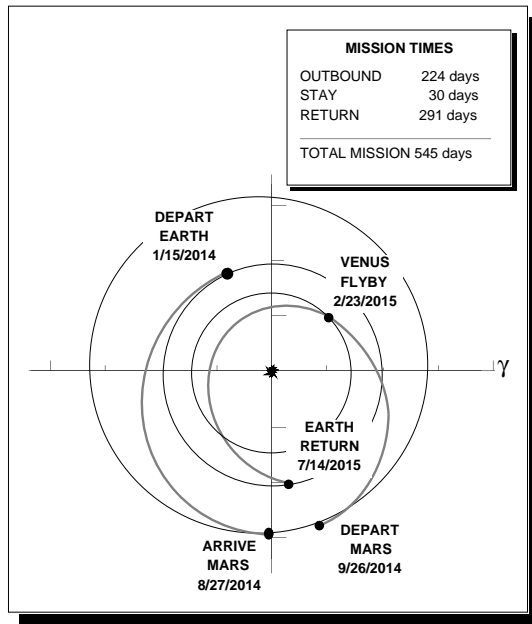 MISSION TIMES
OUTBOUND 224 days
STAY 30 days
RETURN 291 days
TOTAL MISSION 545 days
DEPART
EARTH
1/15/2014
VENUS
FLYBY
2/23/2015
γ
EARTH
RETURN
7/14/2015
ARRIVE
MARS
8/27/2014
DEPART
MARS
9/26/2014